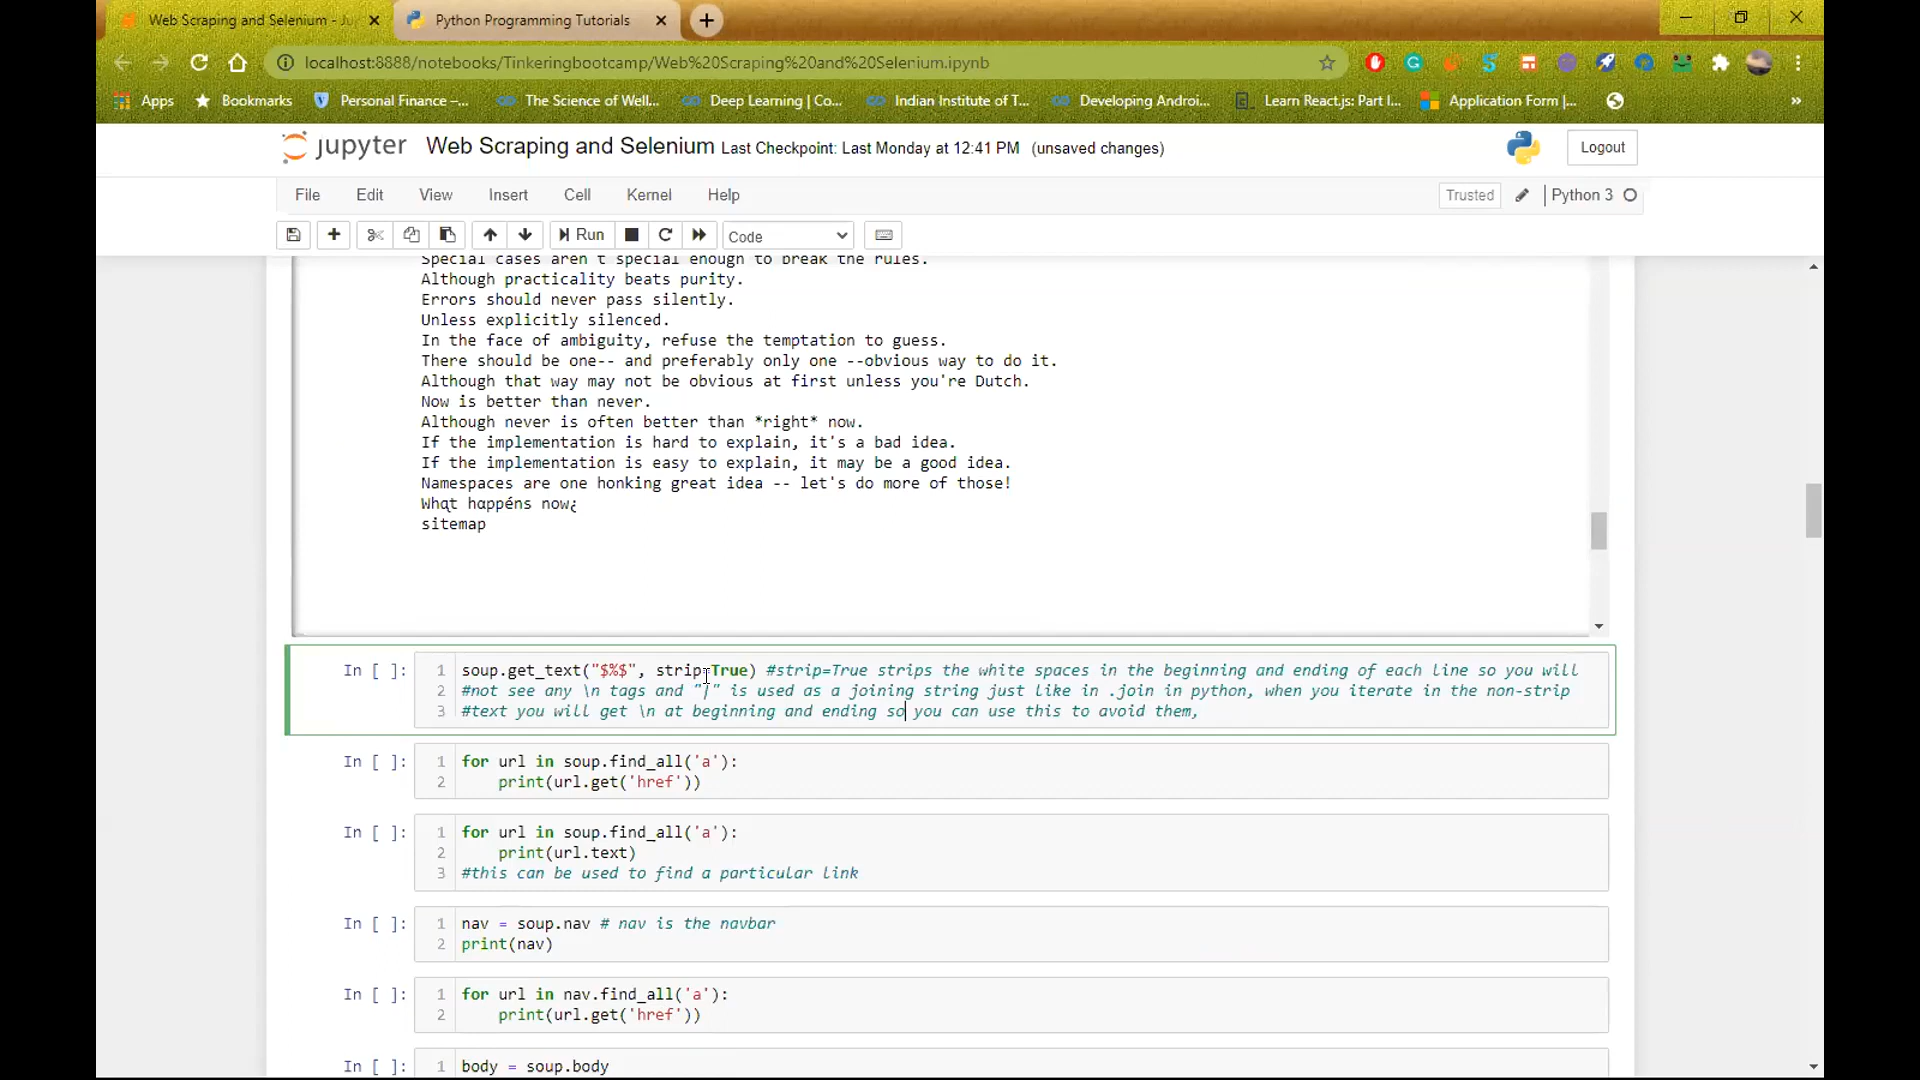 Web Scraping and Selenium - Ju
Python Programming Tutorials
localhost:8888/notebooks/Tinkeringbootcamp/Web%20Scraping%20and%20Selenium.ipynb
Apps
Bookmarks
Personal Finance –...
The Science of Well...
Deep Learning | Co...
Indian Institute of T...
Developing Androi...
Learn React.js: Part I...
Application Form |...
»
jupyter Web Scraping and Selenium Last Checkpoint: Last Monday at 12:41 PM (unsaved changes)
Logout
File Edit View Insert Cell Kernel Help
Trusted
Python 3
Run
Code
Special cases aren't special enough to break the rules.
Although practicality beats purity.
Errors should never pass silently.
Unless explicitly silenced.
In the face of ambiguity, refuse the temptation to guess.
There should be one-- and preferably only one --obvious way to do it.
Although that way may not be obvious at first unless you're Dutch.
Now is better than never.
Although never is often better than *right* now.
If the implementation is hard to explain, it's a bad idea.
If the implementation is easy to explain, it may be a good idea.
Namespaces are one honking great idea -- let's do more of those!
Whąt hαppéns now¿
sitemap
In [ ]: 1 soup.get_text("$%$", strip=True) #strip=True strips the white spaces in the beginning and ending of each line so you will
2 #not see any \n tags and "|" is used as a joining string just like in .join in python, when you iterate in the non-strip
3 #text you will get \n at beginning and ending so you can use this to avoid them,
In [ ]: 1 for url in soup.find_all('a'):
2 print(url.get('href'))
In [ ]: 1 for url in soup.find_all('a'):
2 print(url.text)
3 #this can be used to find a particular link
In [ ]: 1 nav = soup.nav # nav is the navbar
2 print(nav)
In [ ]: 1 for url in nav.find_all('a'):
2 print(url.get('href'))
In [ ]: 1 body = soup.body